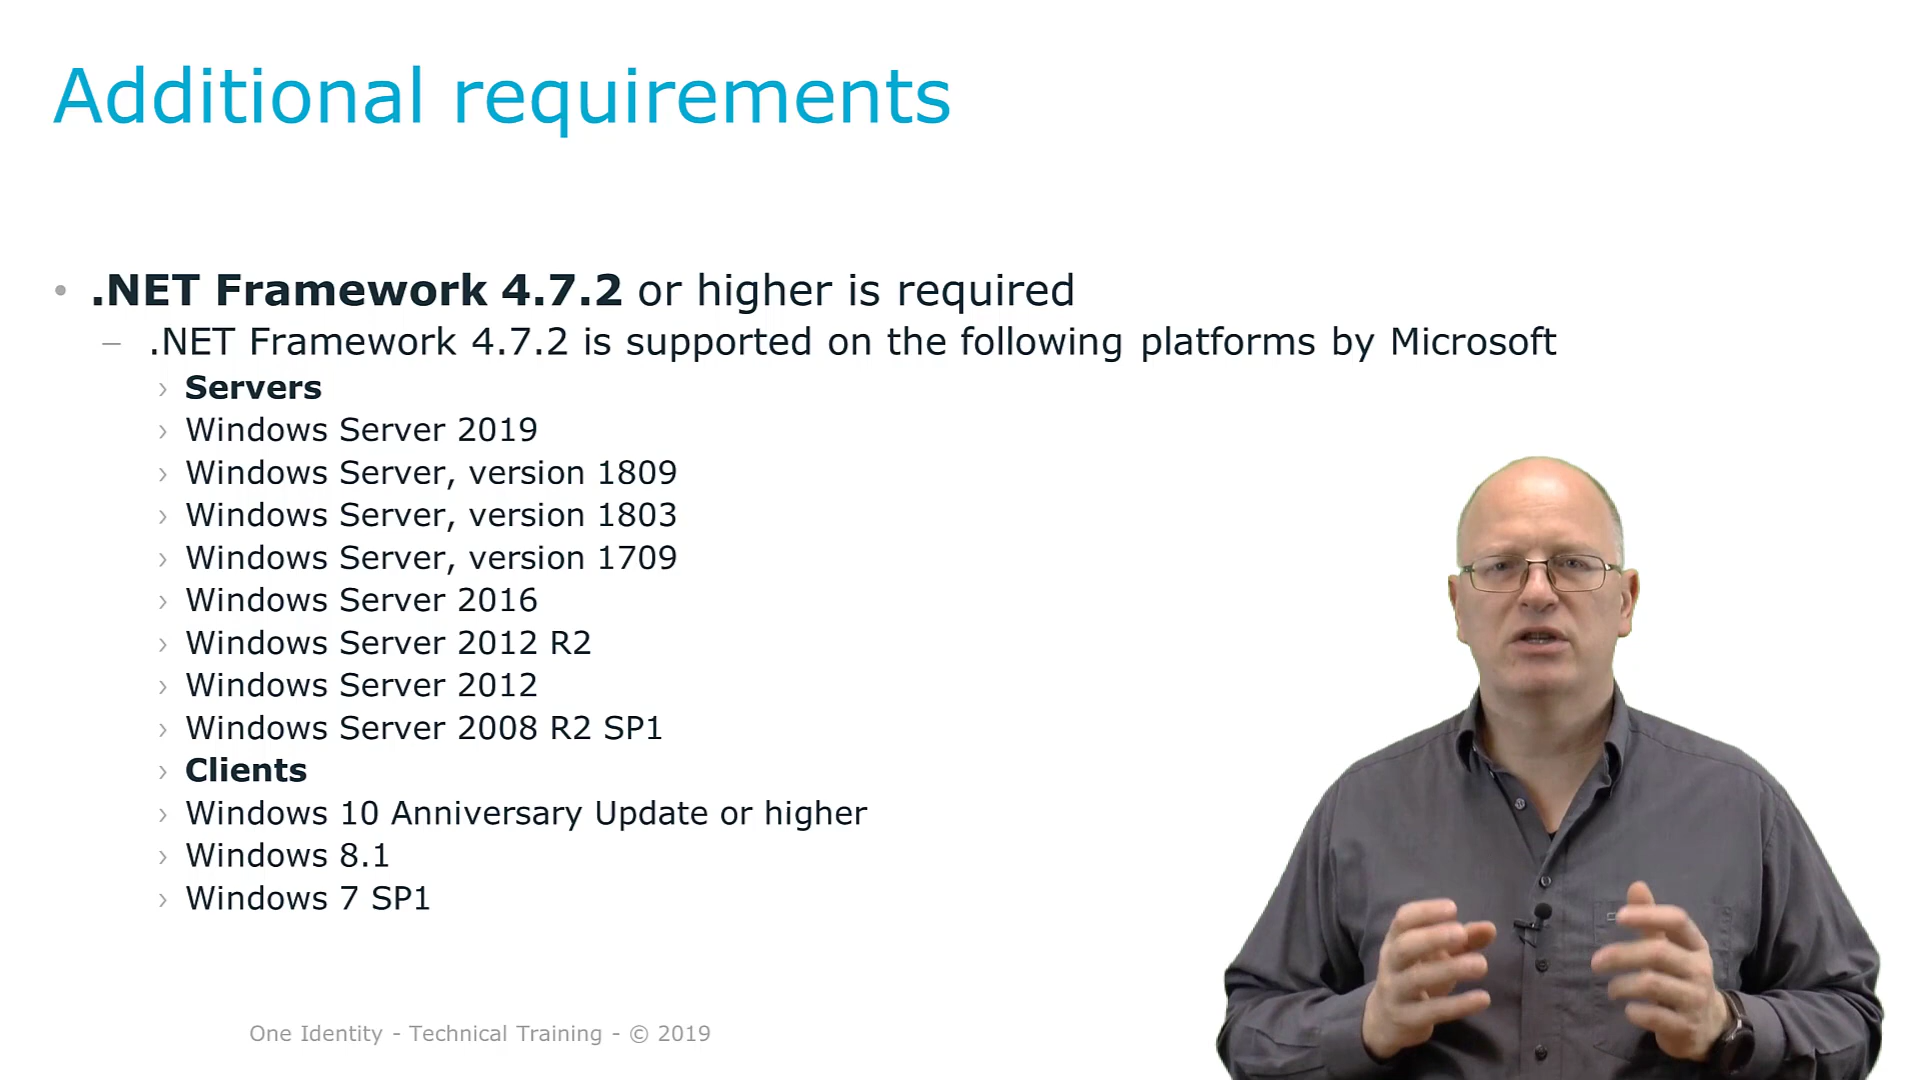 Additional requirements
• .NET Framework 4.7.2 or higher is required
– .NET Framework 4.7.2 is supported on the following platforms by Microsoft
› Servers
› Windows Server 2019
› Windows Server, version 1809
› Windows Server, version 1803
› Windows Server, version 1709
› Windows Server 2016
› Windows Server 2012 R2
› Windows Server 2012
› Windows Server 2008 R2 SP1
› Clients
› Windows 10 Anniversary Update or higher
› Windows 8.1
› Windows 7 SP1
One Identity - Technical Training - © 2019